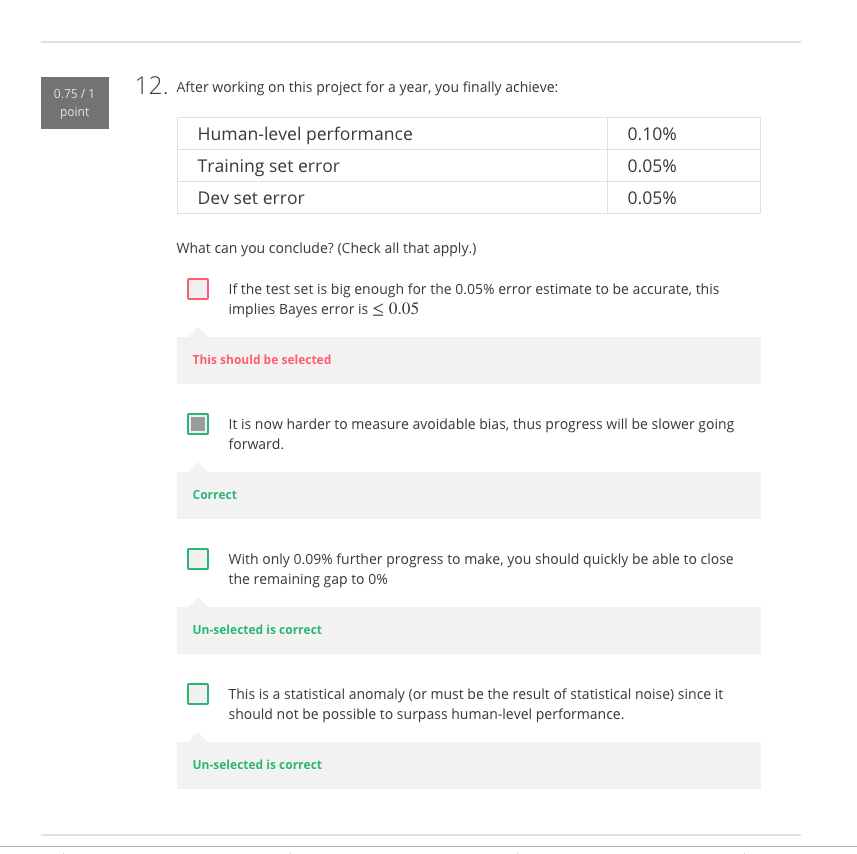 0.75 / 1
point
12. After working on this project for a year, you finally achieve:
Human-level performance 0.10%
Training set error 0.05%
Dev set error 0.05%
What can you conclude? (Check all that apply.)
If the test set is big enough for the 0.05% error estimate to be accurate, this
implies Bayes error is ≤ 0.05
This should be selected
It is now harder to measure avoidable bias, thus progress will be slower going
forward.
Correct
With only 0.09% further progress to make, you should quickly be able to close
the remaining gap to 0%
Un-selected is correct
This is a statistical anomaly (or must be the result of statistical noise) since it
should not be possible to surpass human-level performance.
Un-selected is correct